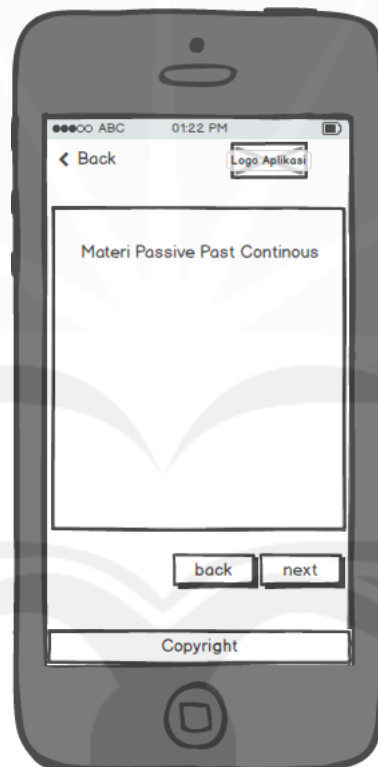 ABC 01:22 PM
Back Logo Aplikasi
Materi Passive Past Continous
back next
Copyright